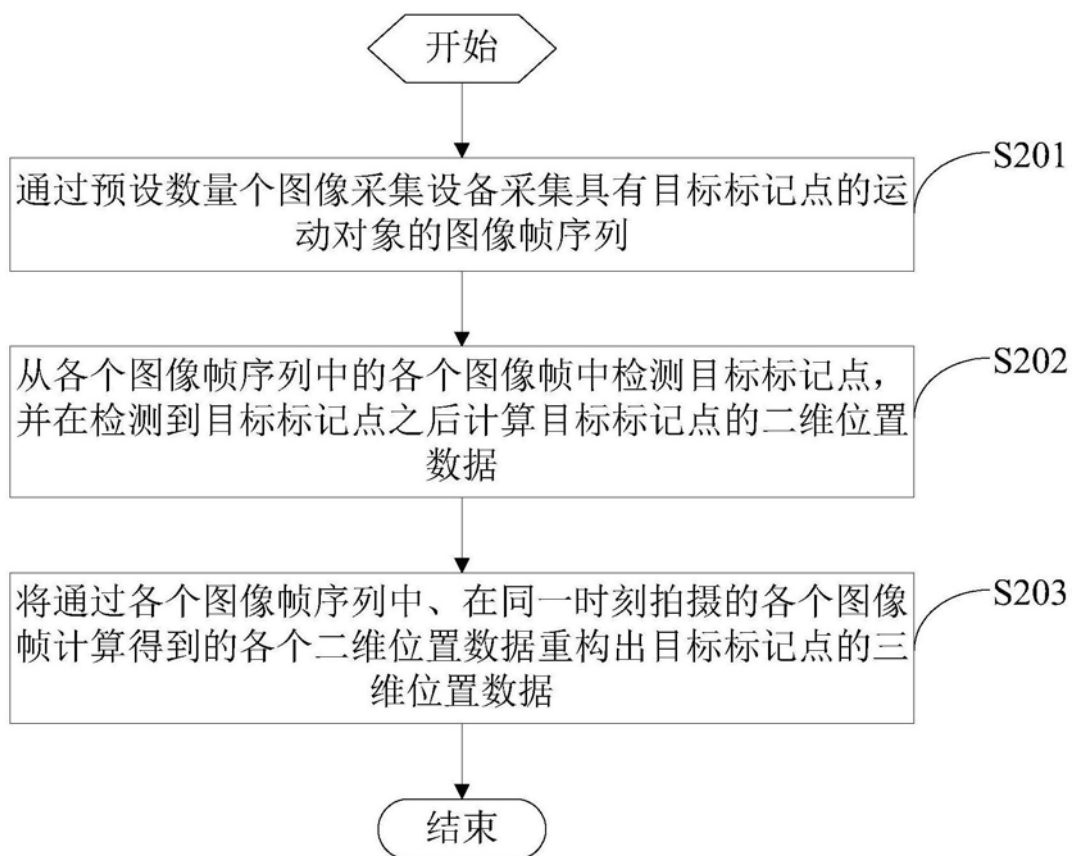 开始
S201
通过预设数量个图像采集设备采集具有目标标记点的运
动对象的图像帧序列
S202
从各个图像帧序列中的各个图像帧中检测目标标记点，
并在检测到目标标记点之后计算目标标记点的二维位置
数据
S203
将通过各个图像帧序列中、在同一时刻拍摄的各个图像
帧计算得到的各个二维位置数据重构出目标标记点的三
维位置数据
结束